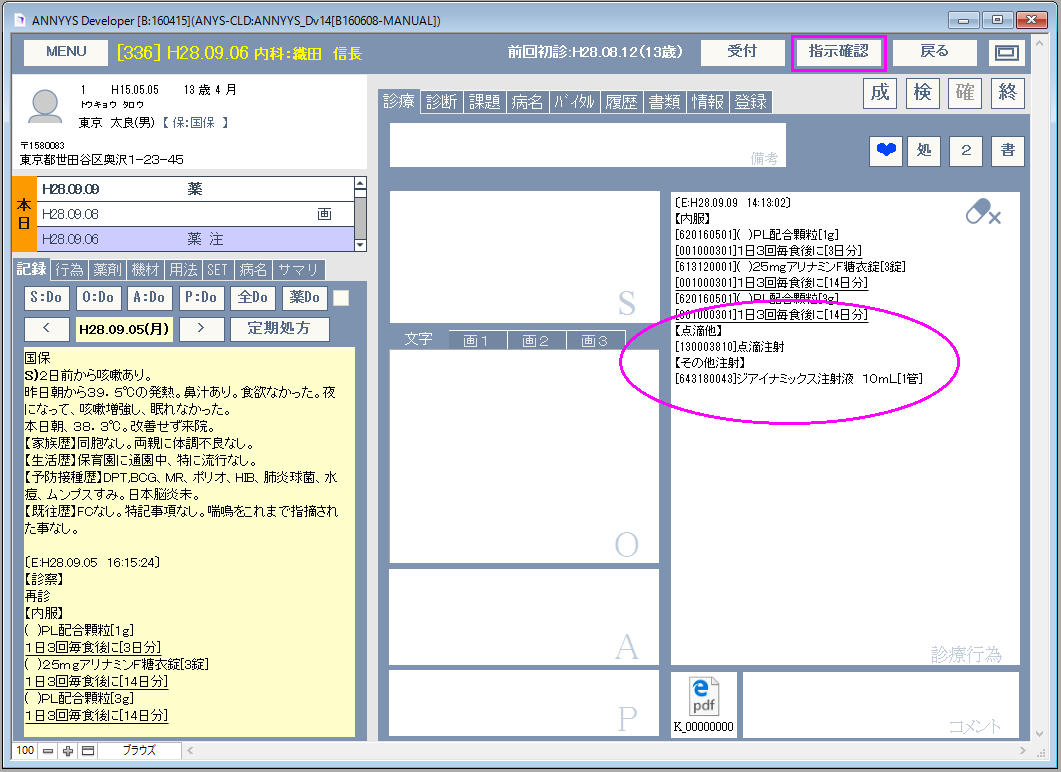 ANNYYS Developer [B:160415](ANYS-CLD:ANNYYS_Dv14[B160608-MANUAL])
MENU
[336] H28.09.06 内科:織田　信長
前回初診:H28.08.12(13歳)
受付
指示確認
戻る
1　H15.05.05　13 歳 4 月
トウキョウ タロウ
東京　太良(男)【 保:国保 】
〒1580083
東京都世田谷区奥沢1-23-45
本日
H28.09.09　薬
H28.09.08　画
H28.09.06　薬 注
記録 行為 薬剤 機材 用法 SET 病名 サマリ
S:Do O:Do A:Do P:Do 全Do 薬Do
< H28.09.05(月) > 定期処方
国保
S)2日前から咳嗽あり。
昨日朝から39．5℃の発熱。鼻汁あり。食欲なかった。夜
になって、咳嗽増強し、眠れなかった。
本日朝、38．3℃。改善せず来院。
【家族歴】同胞なし。両親に体調不良なし。
【生活歴】保育園に通園中、特に流行なし。
【予防接種歴】DPT,BCG、MR、ポリオ、HIB、肺炎球菌、水
痘、ムンプスすみ。日本脳炎未。
【既往歴】FCなし。特記事項なし。喘鳴をこれまで指摘され
た事なし。
〔E:H28.09.05　16:15:24〕
【診察】
再診
【内服】
(　)PL配合顆粒[1g]
1日3回毎食後に[3日分]
(　)25mgアリナミンF糖衣錠[3錠]
1日3回毎食後に[14日分]
(　)PL配合顆粒[3g]
1日3回毎食後に[14日分]
100
ブラウズ
診療 診断 課題 病名 バイタル 履歴 書類 情報 登録
成 検 確 終
備考
処 2 書
S
文字 画1 画2 画3
O
A
P
〔E:H28.09.09　14:13:02〕
【内服】
[620160501](　)PL配合顆粒[1g]
[001000301]1日3回毎食後に[3日分]
[613120001](　)25mgアリナミンF糖衣錠[3錠]
[001000301]1日3回毎食後に[14日分]
[620160501](　)PL配合顆粒[3g]
[001000301]1日3回毎食後に[14日分]
【点滴他】
[130003810]点滴注射
【その他注射】
[643180043]ジアイナミックス注射液　10mL[1管]
診療行為
pdf
K_00000000
コメント